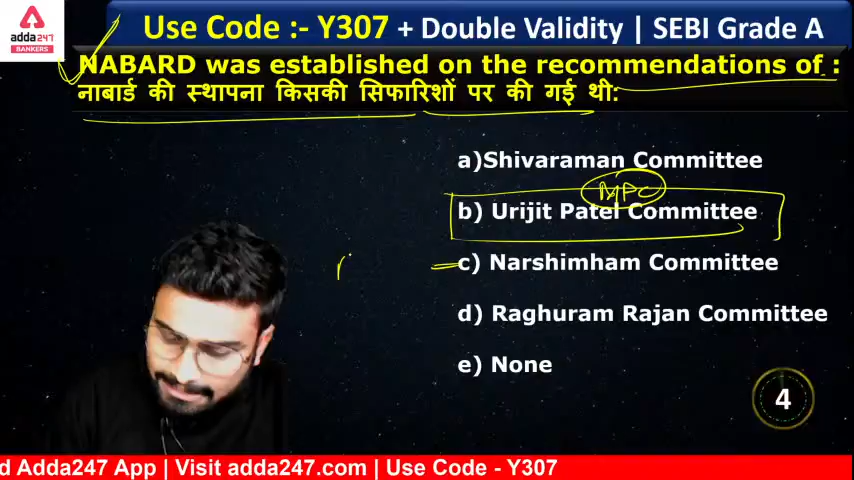 adda247
BANKERS
Use Code :- Y307 + Double Validity | SEBI Grade A
NABARD was established on the recommendations of :
नाबार्ड की स्थापना किसकी सिफारिशों पर की गई थी:
a)Shivaraman Committee
MPC
b) Urijit Patel Committee
c) Narshimham Committee
d) Raghuram Rajan Committee
e) None
4
d Adda247 App | Visit adda247.com | Use Code - Y307